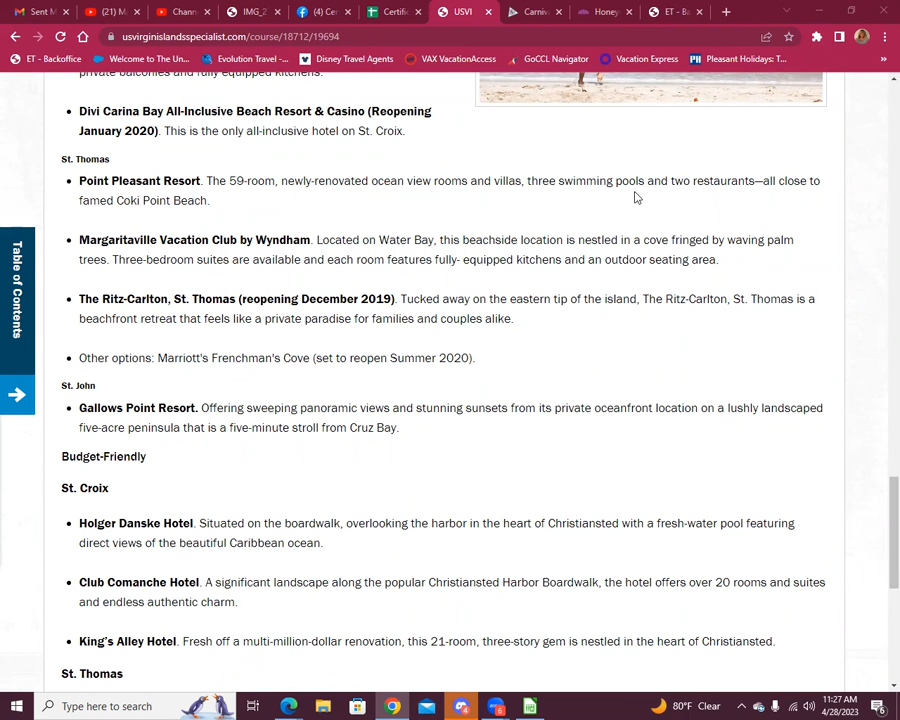 Sent M
(21) M
Chann
IMG_2
(4) Cer
Certific
USVI
Carniv
Honey
ET - Ba
usvirginislandsspecialist.com/course/18712/19694
ET - Backoffice
Welcome to The Un...
Evolution Travel -...
Disney Travel Agents
VAX VacationAccess
GoCCL Navigator
Vacation Express
Pleasant Holidays: T...
private balconies and fully equipped kitchens.
Divi Carina Bay All-Inclusive Beach Resort & Casino (Reopening
January 2020). This is the only all-inclusive hotel on St. Croix.
St. Thomas
Point Pleasant Resort. The 59-room, newly-renovated ocean view rooms and villas, three swimming pools and two restaurants—all close to
famed Coki Point Beach.
Margaritaville Vacation Club by Wyndham. Located on Water Bay, this beachside location is nestled in a cove fringed by waving palm
trees. Three-bedroom suites are available and each room features fully- equipped kitchens and an outdoor seating area.
The Ritz-Carlton, St. Thomas (reopening December 2019). Tucked away on the eastern tip of the island, The Ritz-Carlton, St. Thomas is a
beachfront retreat that feels like a private paradise for families and couples alike.
Other options: Marriott's Frenchman's Cove (set to reopen Summer 2020).
St. John
Gallows Point Resort. Offering sweeping panoramic views and stunning sunsets from its private oceanfront location on a lushly landscaped
five-acre peninsula that is a five-minute stroll from Cruz Bay.
Budget-Friendly
St. Croix
Holger Danske Hotel. Situated on the boardwalk, overlooking the harbor in the heart of Christiansted with a fresh-water pool featuring
direct views of the beautiful Caribbean ocean.
Club Comanche Hotel. A significant landscape along the popular Christiansted Harbor Boardwalk, the hotel offers over 20 rooms and suites
and endless authentic charm.
King's Alley Hotel. Fresh off a multi-million-dollar renovation, this 21-room, three-story gem is nestled in the heart of Christiansted.
St. Thomas
Table of Contents
Type here to search
80°F Clear
11:27 AM
4/28/2023